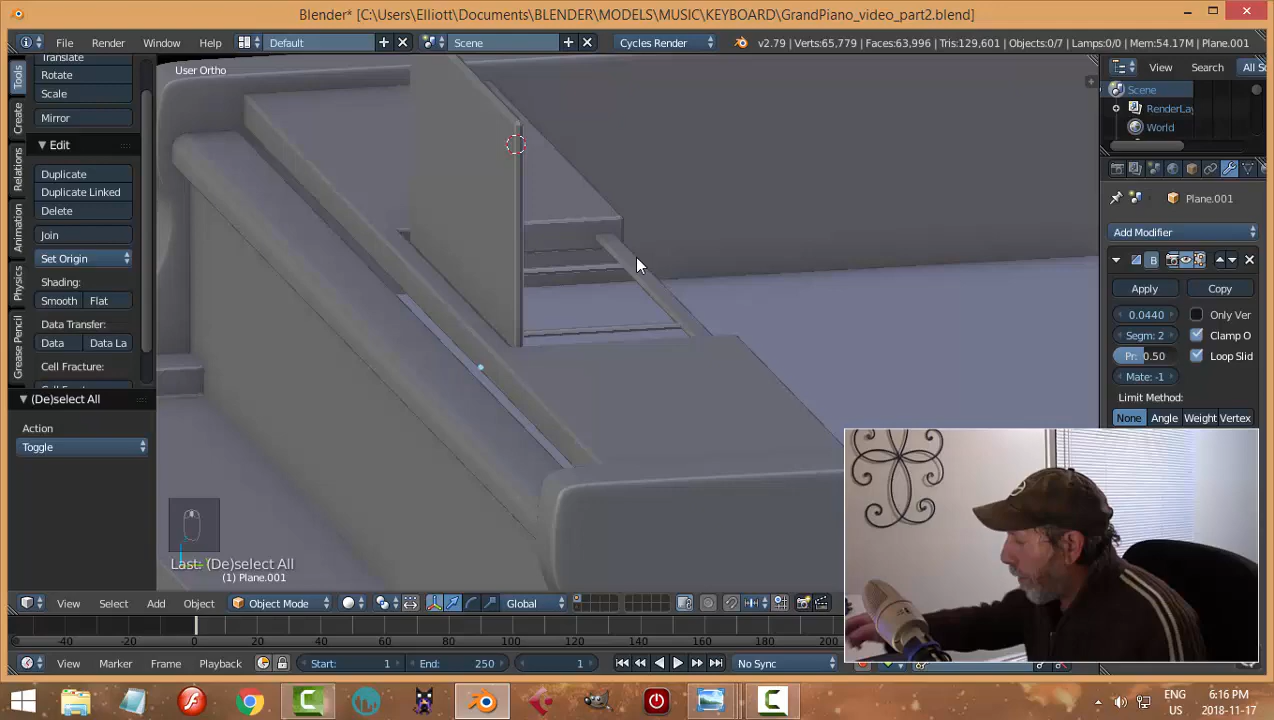 Blender* [C:\Users\Elliott\Documents\BLENDER\MODELS\MUSIC\KEYBOARD\GrandPiano_video_part2.blend]
File Render Window Help Default Scene Cycles Render v2.79 | Verts:65,779 | Faces:63,996 | Tris:129,601 | Objects:0/7 | Lamps:0/0 | Mem:54.17M | Plane.001
View Search All S
Tools
Create
Relations
Animation
Physics
Grease Pencil
Translate
Rotate
Scale
Mirror
Edit
Duplicate
Duplicate Linked
Delete
Join
Set Origin
Shading:
Smooth Flat
Data Transfer:
Data Data La
Cell Fracture:
(De)select All
Action
Toggle
User Ortho
Last: (De)select All
(1) Plane.001
Scene
RenderLay
World
Plane.001
Add Modifier
B
Apply Copy
0.0440 Only Ver
Segm: 2 Clamp O
Pr: 0.50 Loop Slid
Mate: -1
Limit Method:
None Angle Weight Vertex
View Select Add Object Object Mode Global
-40 -20 0 20 40 60 80 100 120 140 160 180 200
View Marker Frame Playback Start: 1 End: 250 1 No Sync
ENG
US
6:16 PM
2018-11-17